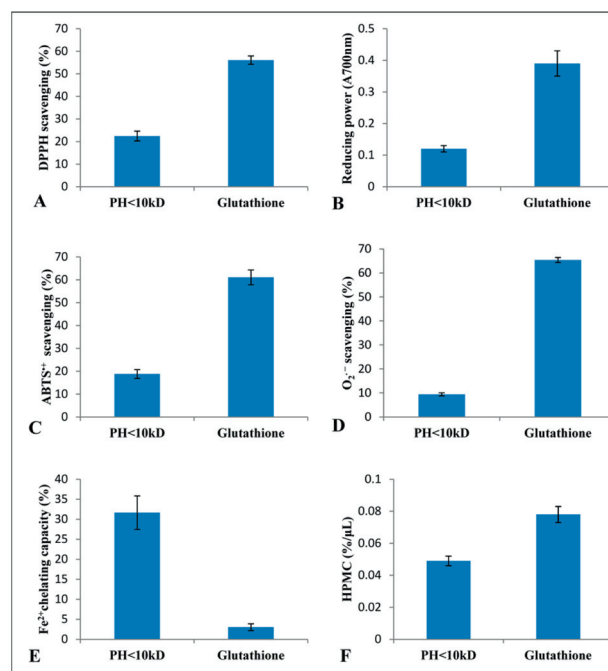 70
60
50
40
30
20
10
0
DPPH scavenging (%)
PH<10kD Glutathione
A
0.5
0.4
0.3
0.2
0.1
0
Reducing power (A700nm)
PH<10kD Glutathione
B
70
60
50
40
30
20
10
0
ABTS•+ scavenging (%)
PH<10kD Glutathione
C
70
60
50
40
30
20
10
0
O₂·⁻ scavenging (%)
PH<10kD Glutathione
D
40
35
30
25
20
15
10
5
0
Fe²⁺chelating capacity (%)
PH<10kD Glutathione
E
0.1
0.08
0.06
0.04
0.02
0
HPMC (%/µL)
PH<10kD Glutathione
F